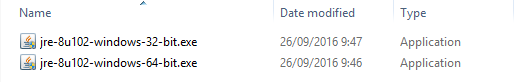 Name Date modified Type
jre-8u102-windows-32-bit.exe 26/09/2016 9:47 Application
jre-8u102-windows-64-bit.exe 26/09/2016 9:46 Application